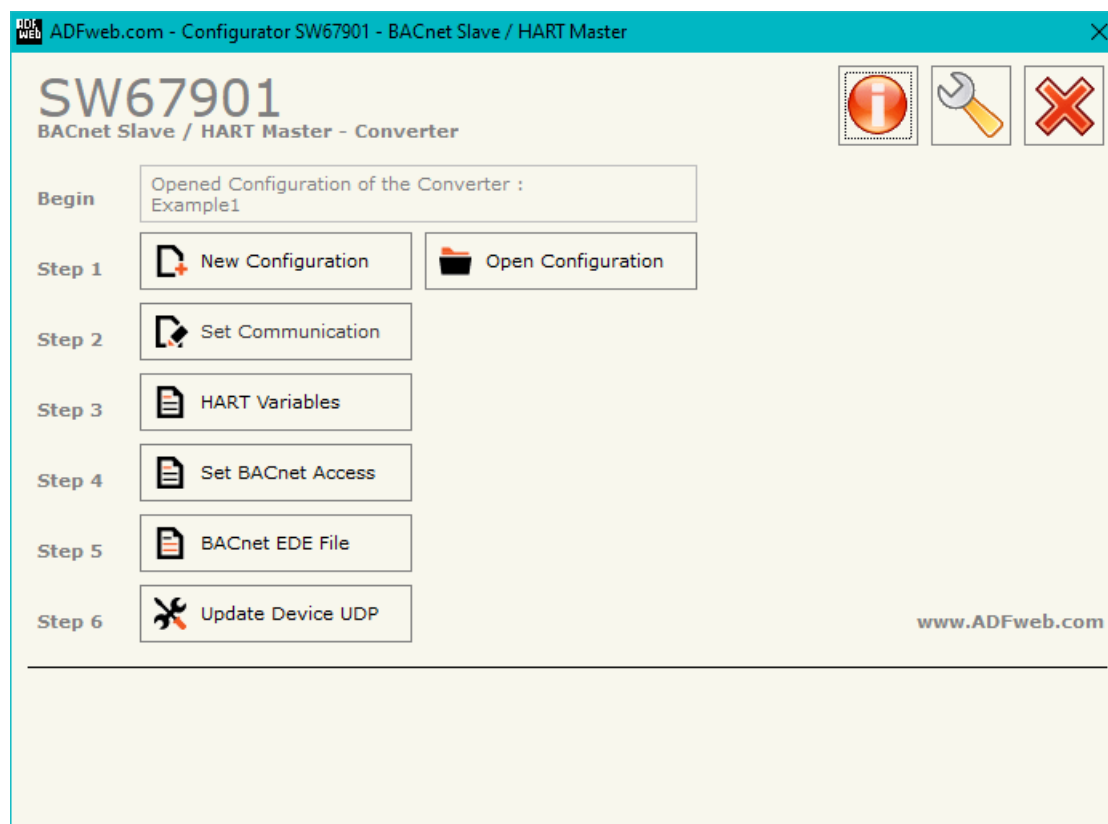 ADF
WEB
ADFweb.com - Configurator SW67901 - BACnet Slave / HART Master
SW67901
BACnet Slave / HART Master - Converter
Begin
Opened Configuration of the Converter :
Example1
Step 1
New Configuration
Open Configuration
Step 2
Set Communication
Step 3
HART Variables
Step 4
Set BACnet Access
Step 5
BACnet EDE File
Step 6
Update Device UDP
www.ADFweb.com